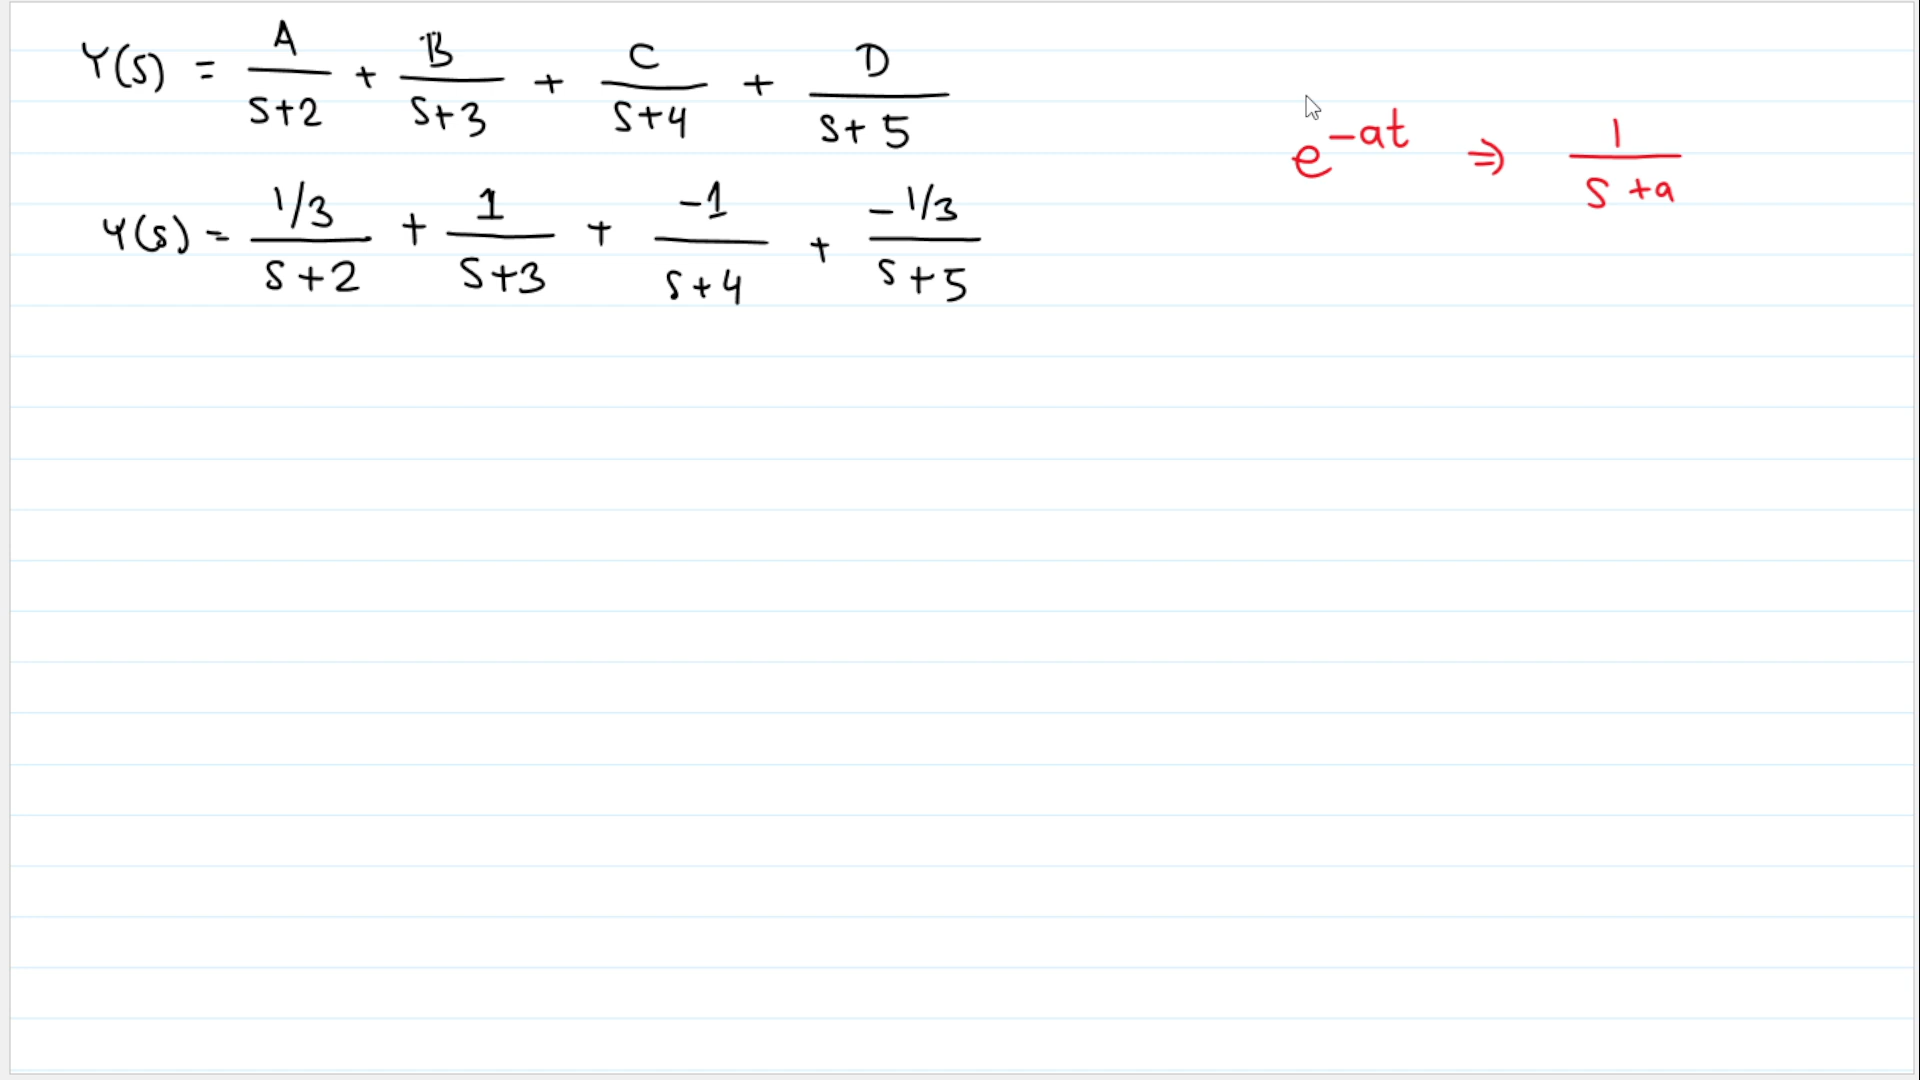 Y(s) = A/(s+2) + B/(s+3) + C/(s+4) + D/(s+5)
e^{-at} ⇒ 1/(s+a)
Y(s) = (1/3)/(s+2) + 1/(s+3) + (-1)/(s+4) + (-1/3)/(s+5)